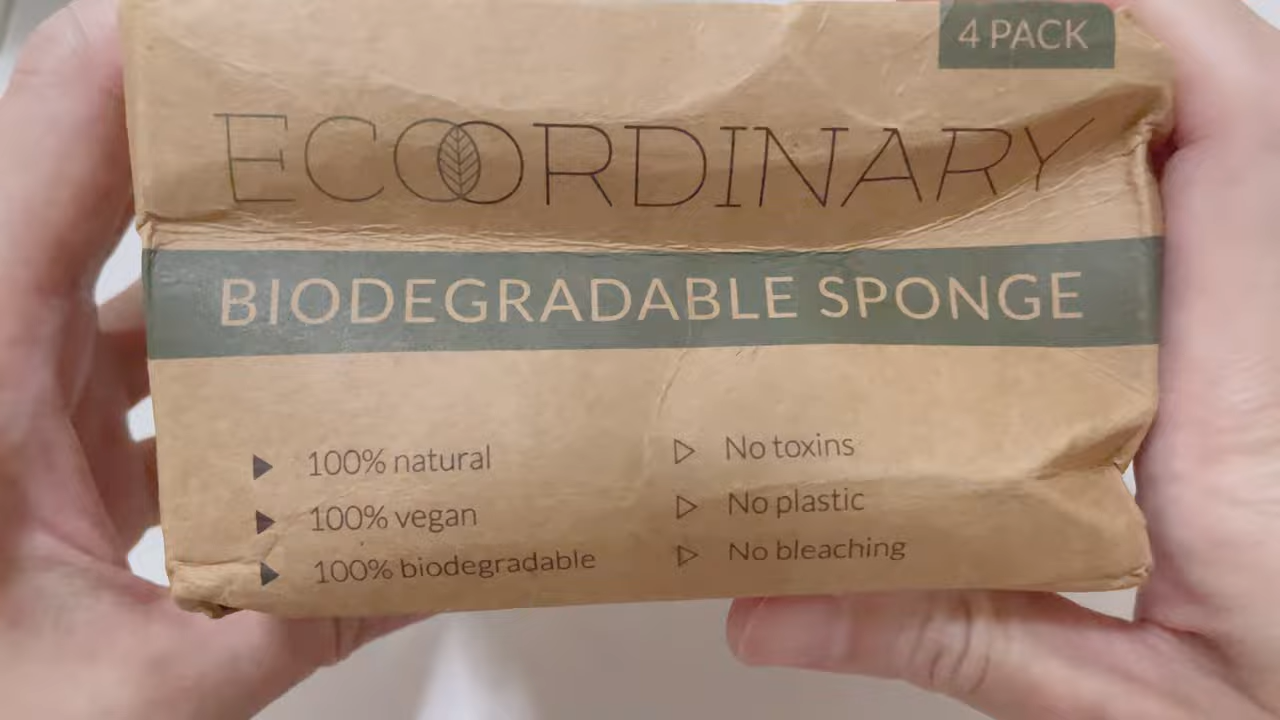 4 PACK
ECOORDINARY
BIODEGRADABLE SPONGE
100% natural
100% vegan
100% biodegradable
No toxins
No plastic
No bleaching